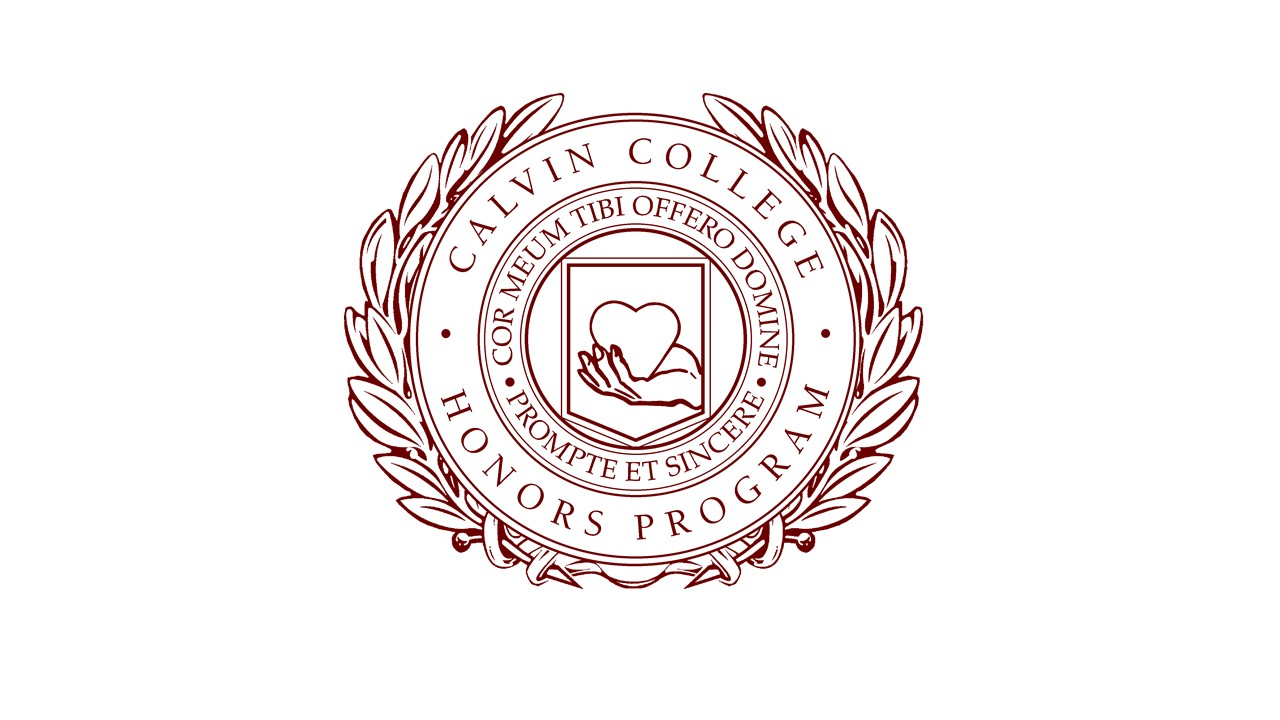 CALVIN COLLEGE
HONORS PROGRAM
COR MEUM TIBI OFFERO DOMINE
• PROMPTE ET SINCERE •